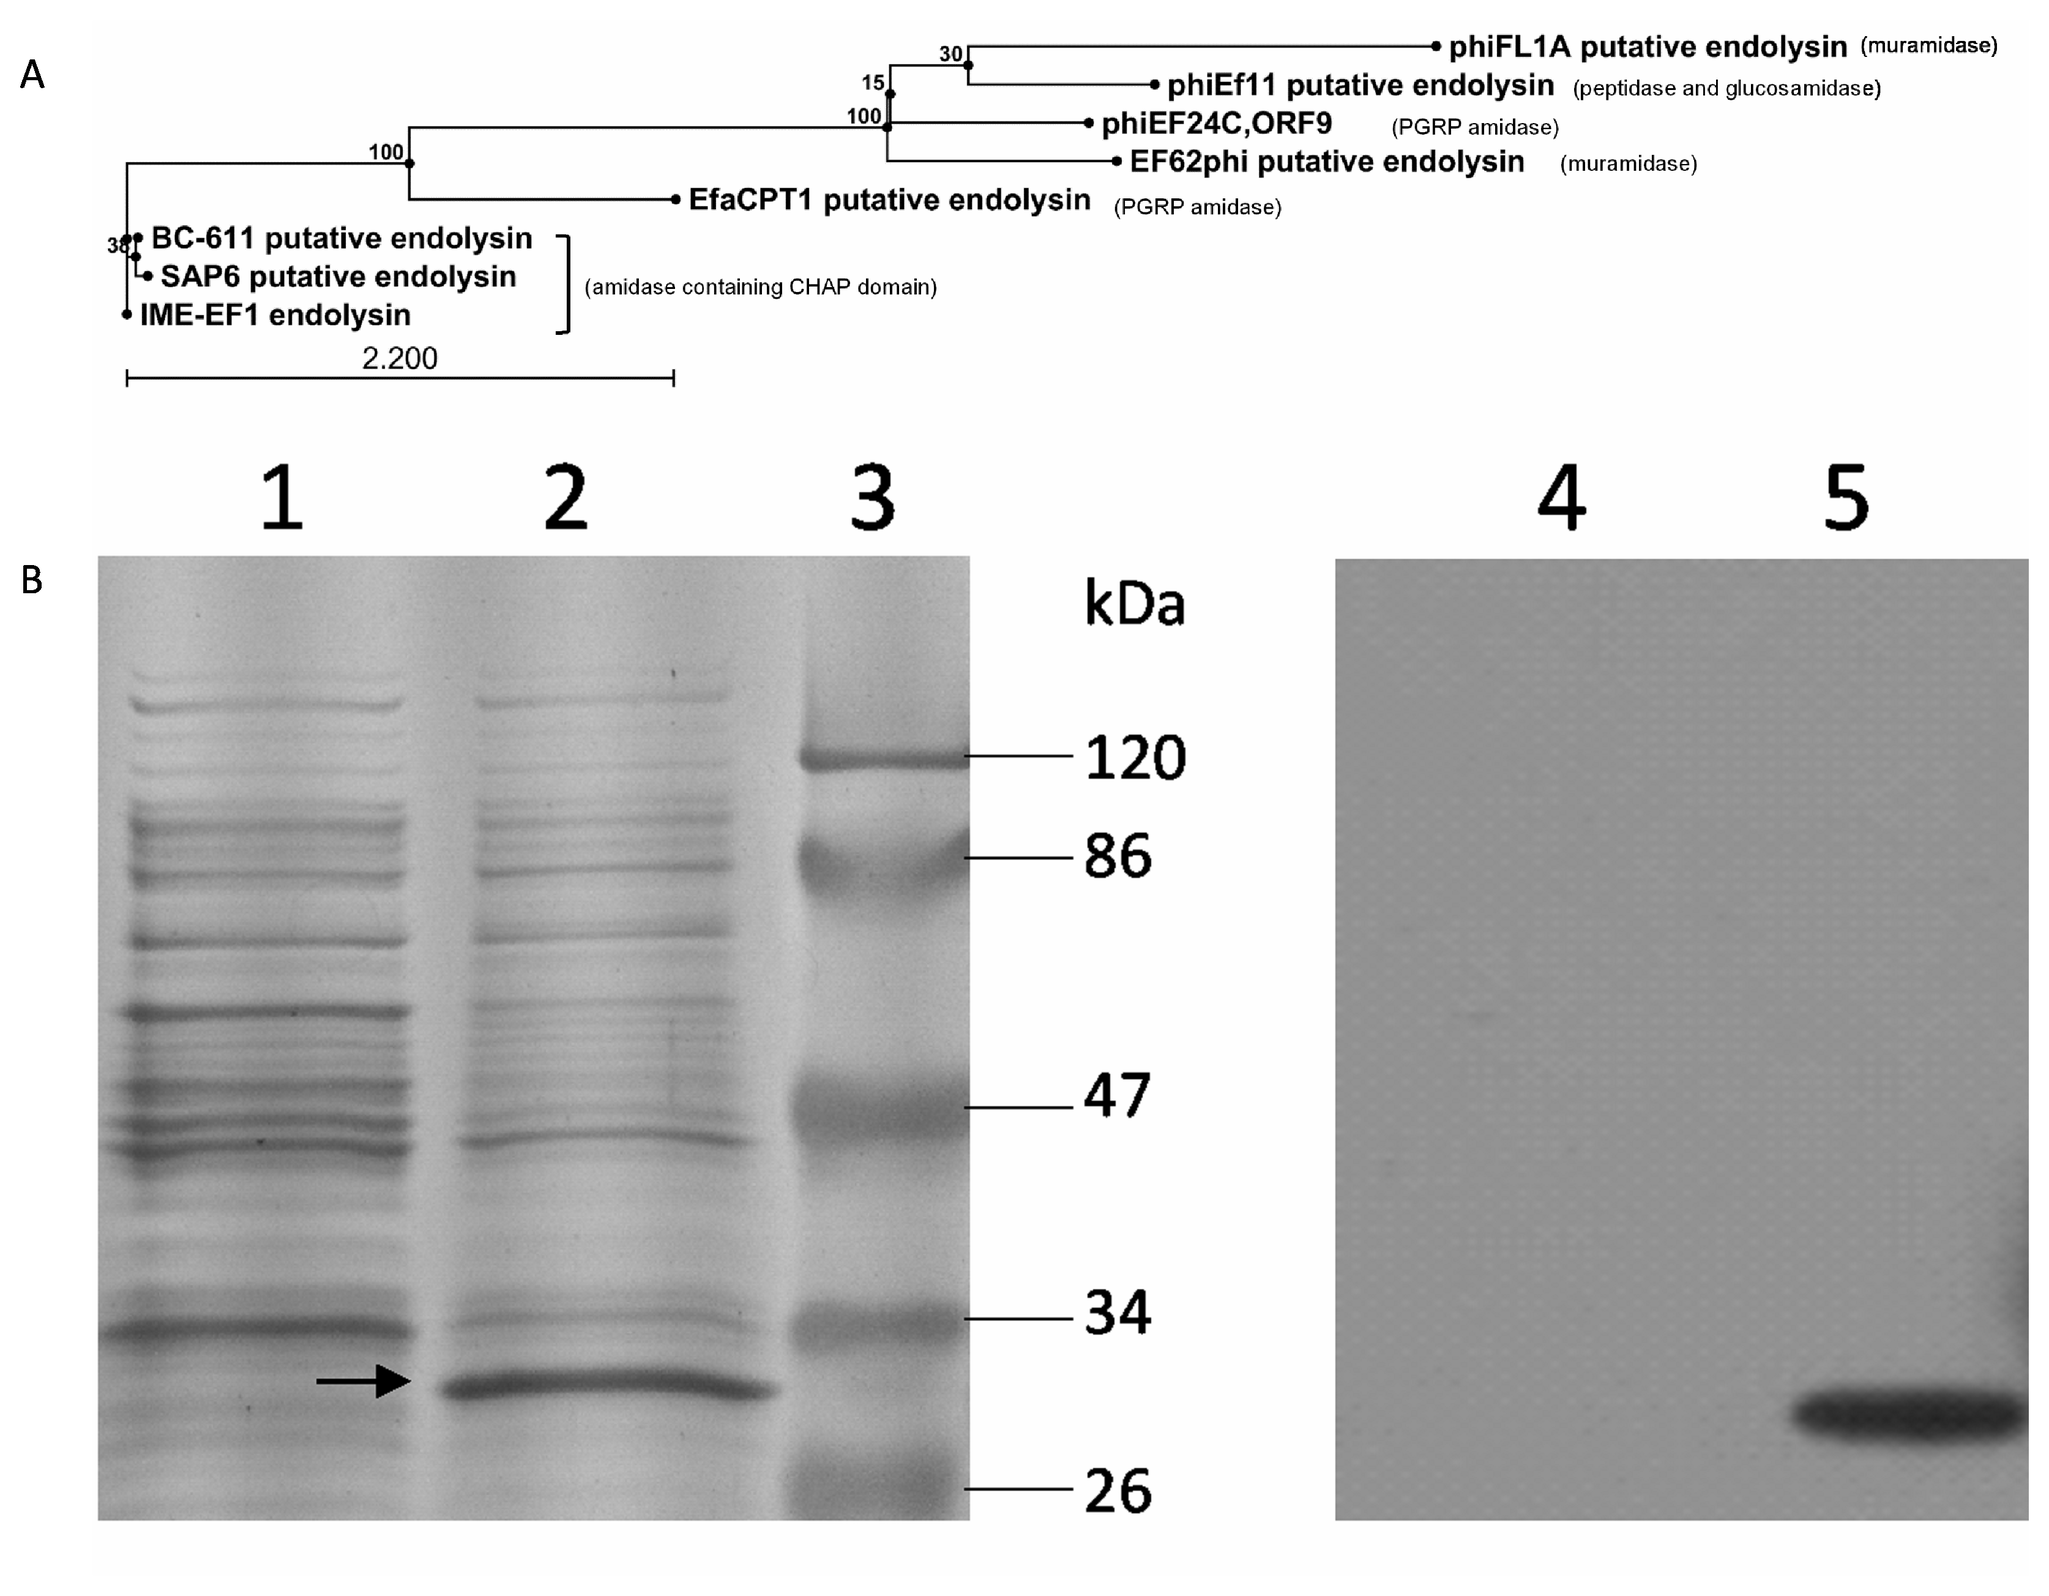 A
30
phiFL1A putative endolysin (muramidase)
15
phiEf11 putative endolysin (peptidase and glucosamidase)
100
phiEF24C,ORF9 (PGRP amidase)
100
EF62phi putative endolysin (muramidase)
EfaCPT1 putative endolysin (PGRP amidase)
38
BC-611 putative endolysin
SAP6 putative endolysin
(amidase containing CHAP domain)
IME-EF1 endolysin
2.200
1 2 3 4 5
B
kDa
120
86
47
34
26